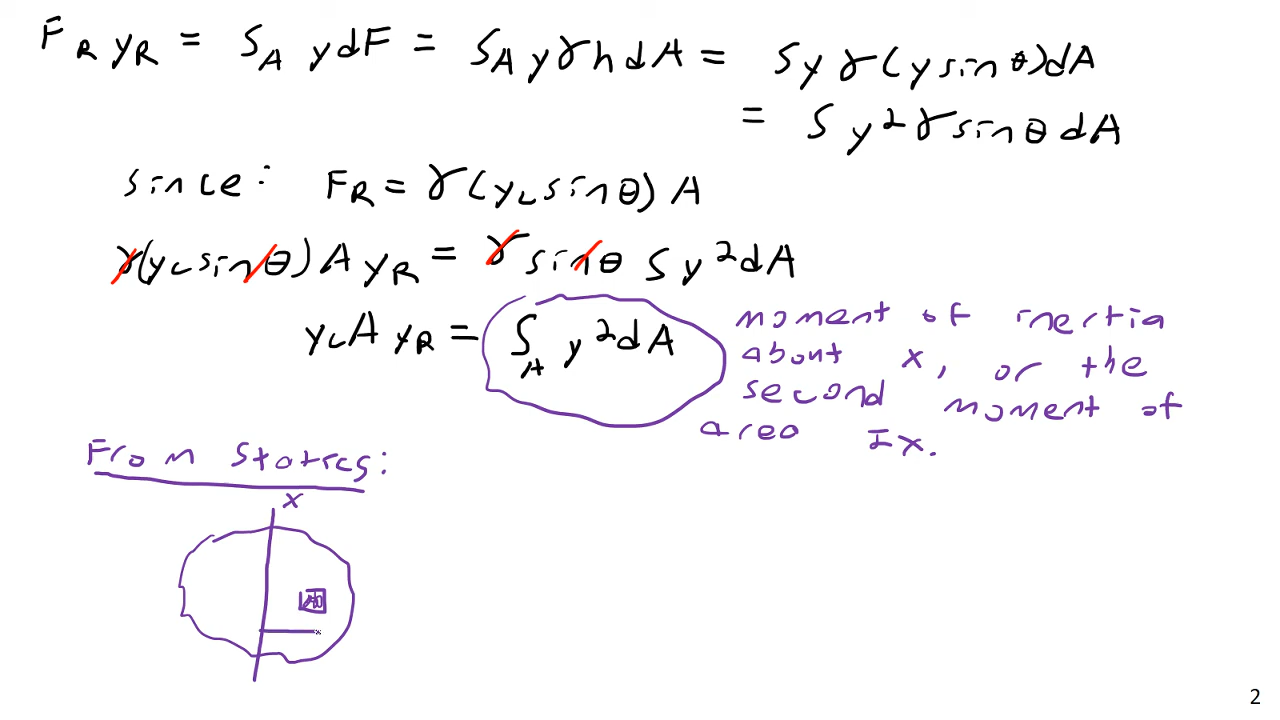 F_R y_R = ∫_A y dF = ∫_A y γ h dA = ∫ y γ (y sin θ) dA
= ∫ y² γ sin θ dA
since: F_R = γ (y_c sin θ) A
γ (y_c sin θ) A y_R = γ sin θ ∫ y² dA
y_c A y_R = ∫_A y² dA
moment of inertia
about x, or the
second moment of
area Ix.
From Statics:
x
2